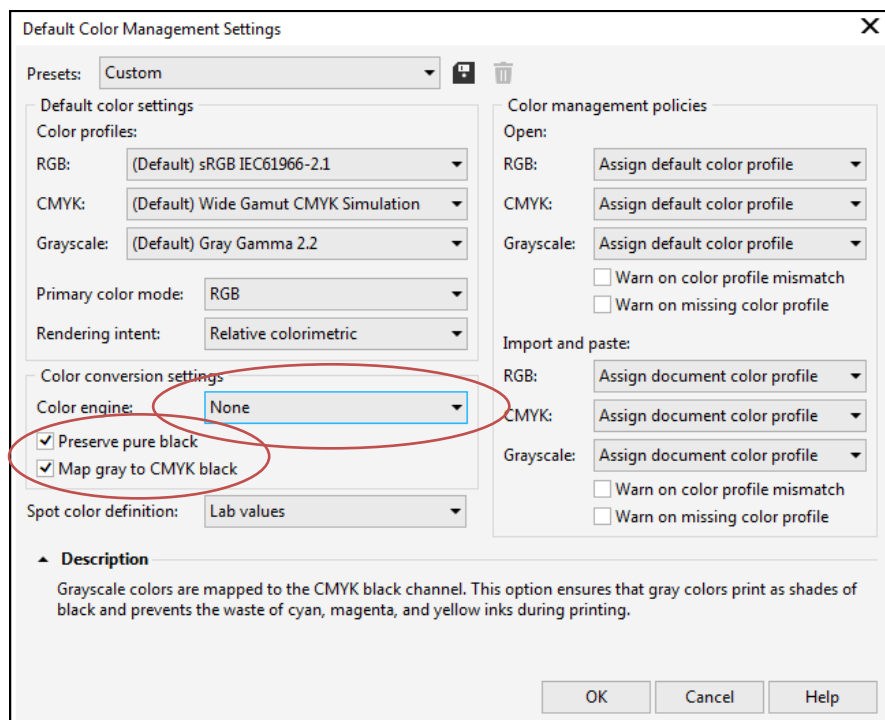 Default Color Management Settings
Presets: Custom
Default color settings
Color profiles:
RGB: (Default) sRGB IEC61966-2.1
CMYK: (Default) Wide Gamut CMYK Simulation
Grayscale: (Default) Gray Gamma 2.2
Primary color mode: RGB
Rendering intent: Relative colorimetric
Color conversion settings
Color engine: None
Preserve pure black
Map gray to CMYK black
Spot color definition: Lab values
Color management policies
Open:
RGB: Assign default color profile
CMYK: Assign default color profile
Grayscale: Assign default color profile
Warn on color profile mismatch
Warn on missing color profile
Import and paste:
RGB: Assign document color profile
CMYK: Assign document color profile
Grayscale: Assign document color profile
Warn on color profile mismatch
Warn on missing color profile
Description
Grayscale colors are mapped to the CMYK black channel. This option ensures that gray colors print as shades of
black and prevents the waste of cyan, magenta, and yellow inks during printing.
OK Cancel Help